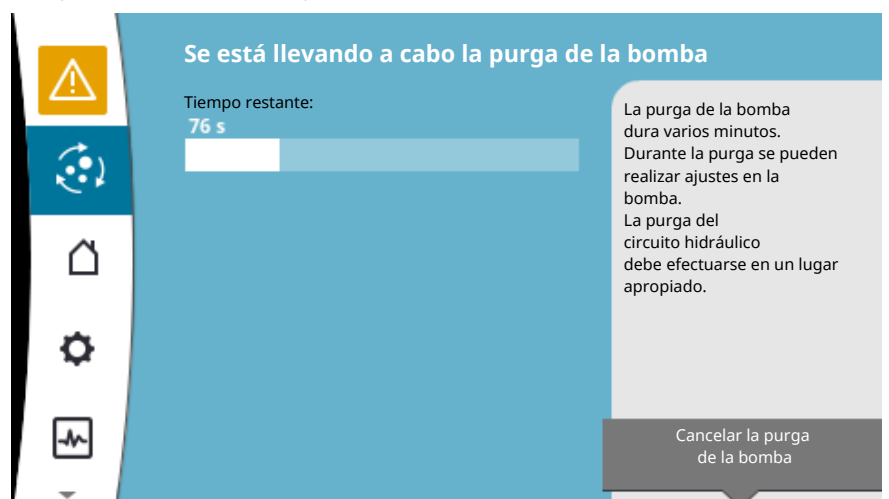 Se está llevando a cabo la purga de la bomba
Tiempo restante:
76 s
La purga de la bomba
dura varios minutos.
Durante la purga se pueden
realizar ajustes en la
bomba.
La purga del
circuito hidráulico
debe efectuarse en un lugar
apropiado.
Cancelar la purga
de la bomba